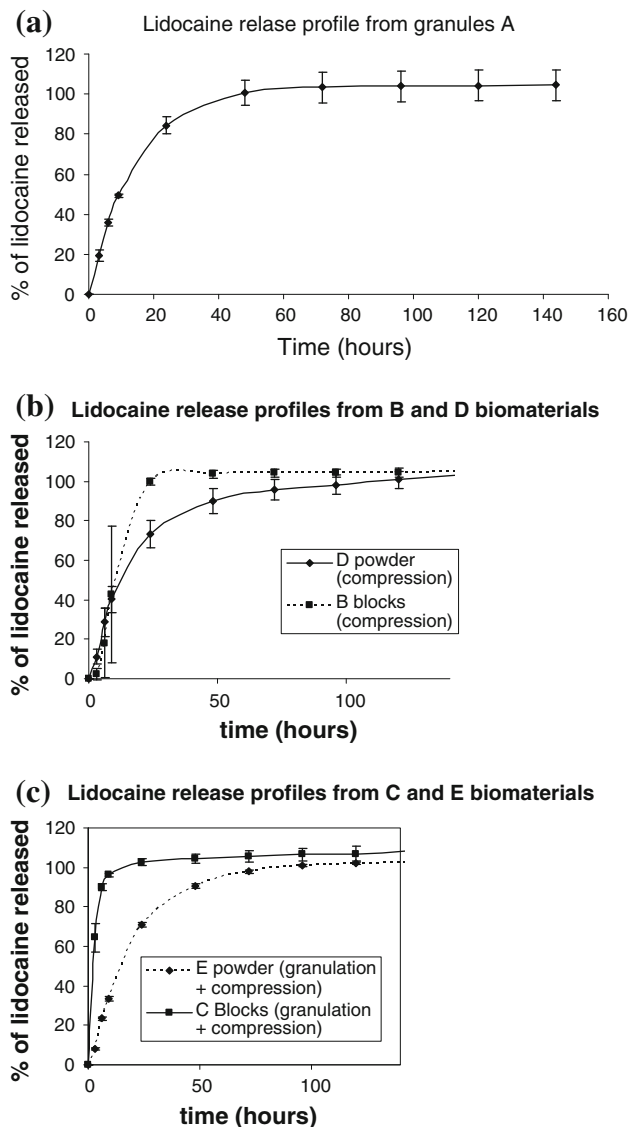 (a) Lidocaine relase profile from granules A
% of lidocaine released
120
100
80
60
40
20
0
0 20 40 60 80 100 120 140 160
Time (hours)
(b) Lidocaine release profiles from B and D biomaterials
% of lidocaine released
120
100
80
60
40
20
0
D powder
(compression)
B blocks
(compression)
0 50 100
time (hours)
(c) Lidocaine release profiles from C and E biomaterials
% of lidocaine released
120
100
80
60
40
20
0
E powder (granulation
+ compression)
C Blocks (granulation
+ compression)
0 50 100
time (hours)